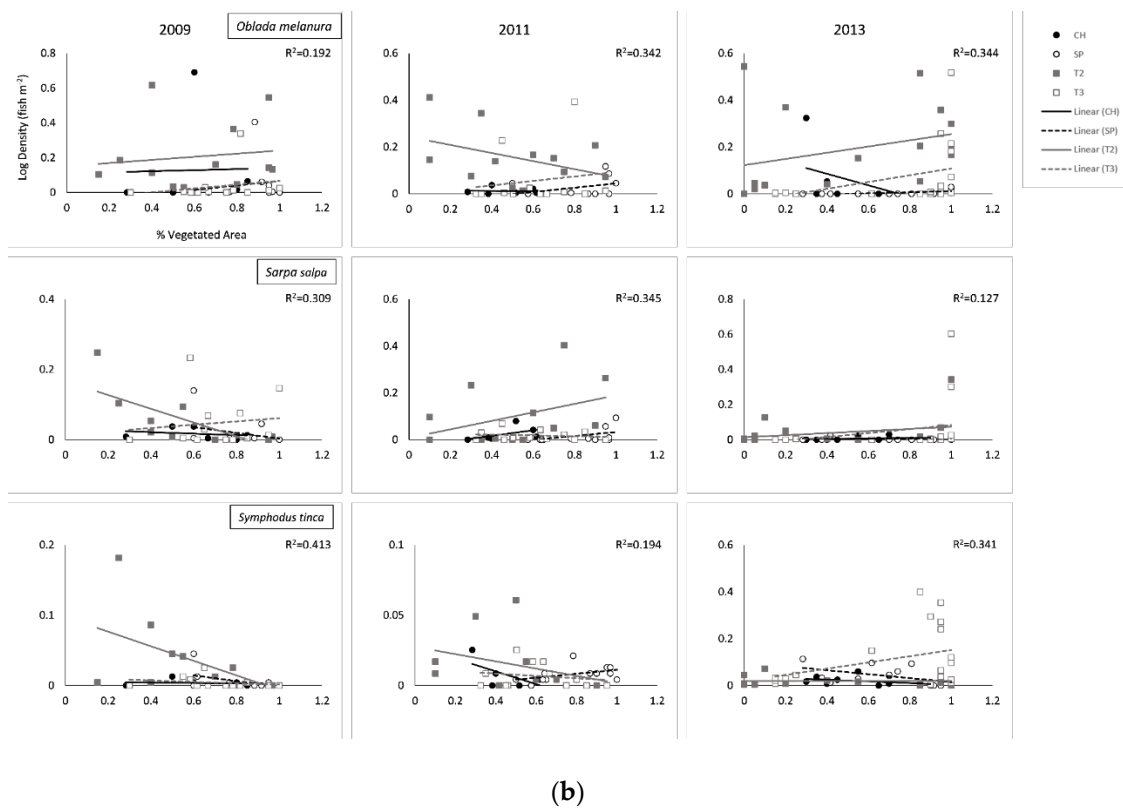 2009
Oblada melanura
2011
2013
R²=0.192
0.8
0.6
0.4
0.2
0
Log Density (fish m⁻²)
0 0.2 0.4 0.6 0.8 1 1.2
% Vegetated Area
R²=0.342
0.6
0.4
0.2
0
0 0.2 0.4 0.6 0.8 1 1.2
R²=0.344
0.6
0.4
0.2
0
0 0.2 0.4 0.6 0.8 1 1.2
CH
SP
T2
T3
Linear (CH)
Linear (SP)
Linear (T2)
Linear (T3)
Sarpa salpa
R²=0.309
0.4
0.2
0
0 0.2 0.4 0.6 0.8 1 1.2
R²=0.345
0.6
0.4
0.2
0
0 0.2 0.4 0.6 0.8 1 1.2
R²=0.127
0.8
0.6
0.4
0.2
0
0 0.2 0.4 0.6 0.8 1 1.2
Symphodus tinca
R²=0.413
0.2
0.1
0
0 0.2 0.4 0.6 0.8 1 1.2
R²=0.194
0.1
0.05
0
0 0.2 0.4 0.6 0.8 1 1.2
R²=0.341
0.6
0.4
0.2
0
0 0.2 0.4 0.6 0.8 1 1.2
(b)